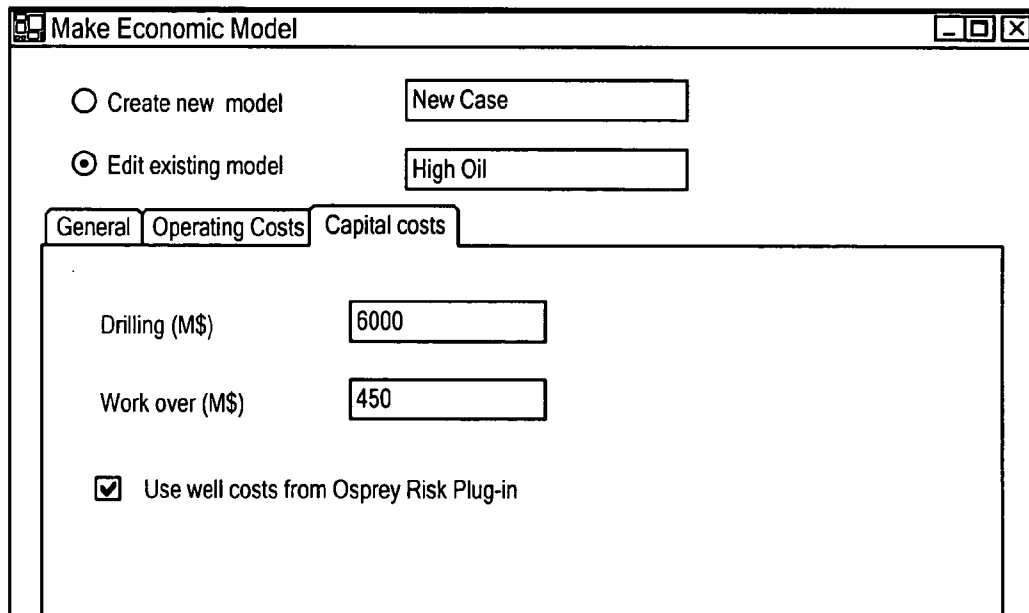 Make Economic Model
Create new model New Case
Edit existing model High Oil
General Operating Costs Capital costs
Drilling (M$) 6000
Work over (M$) 450
Use well costs from Osprey Risk Plug-in